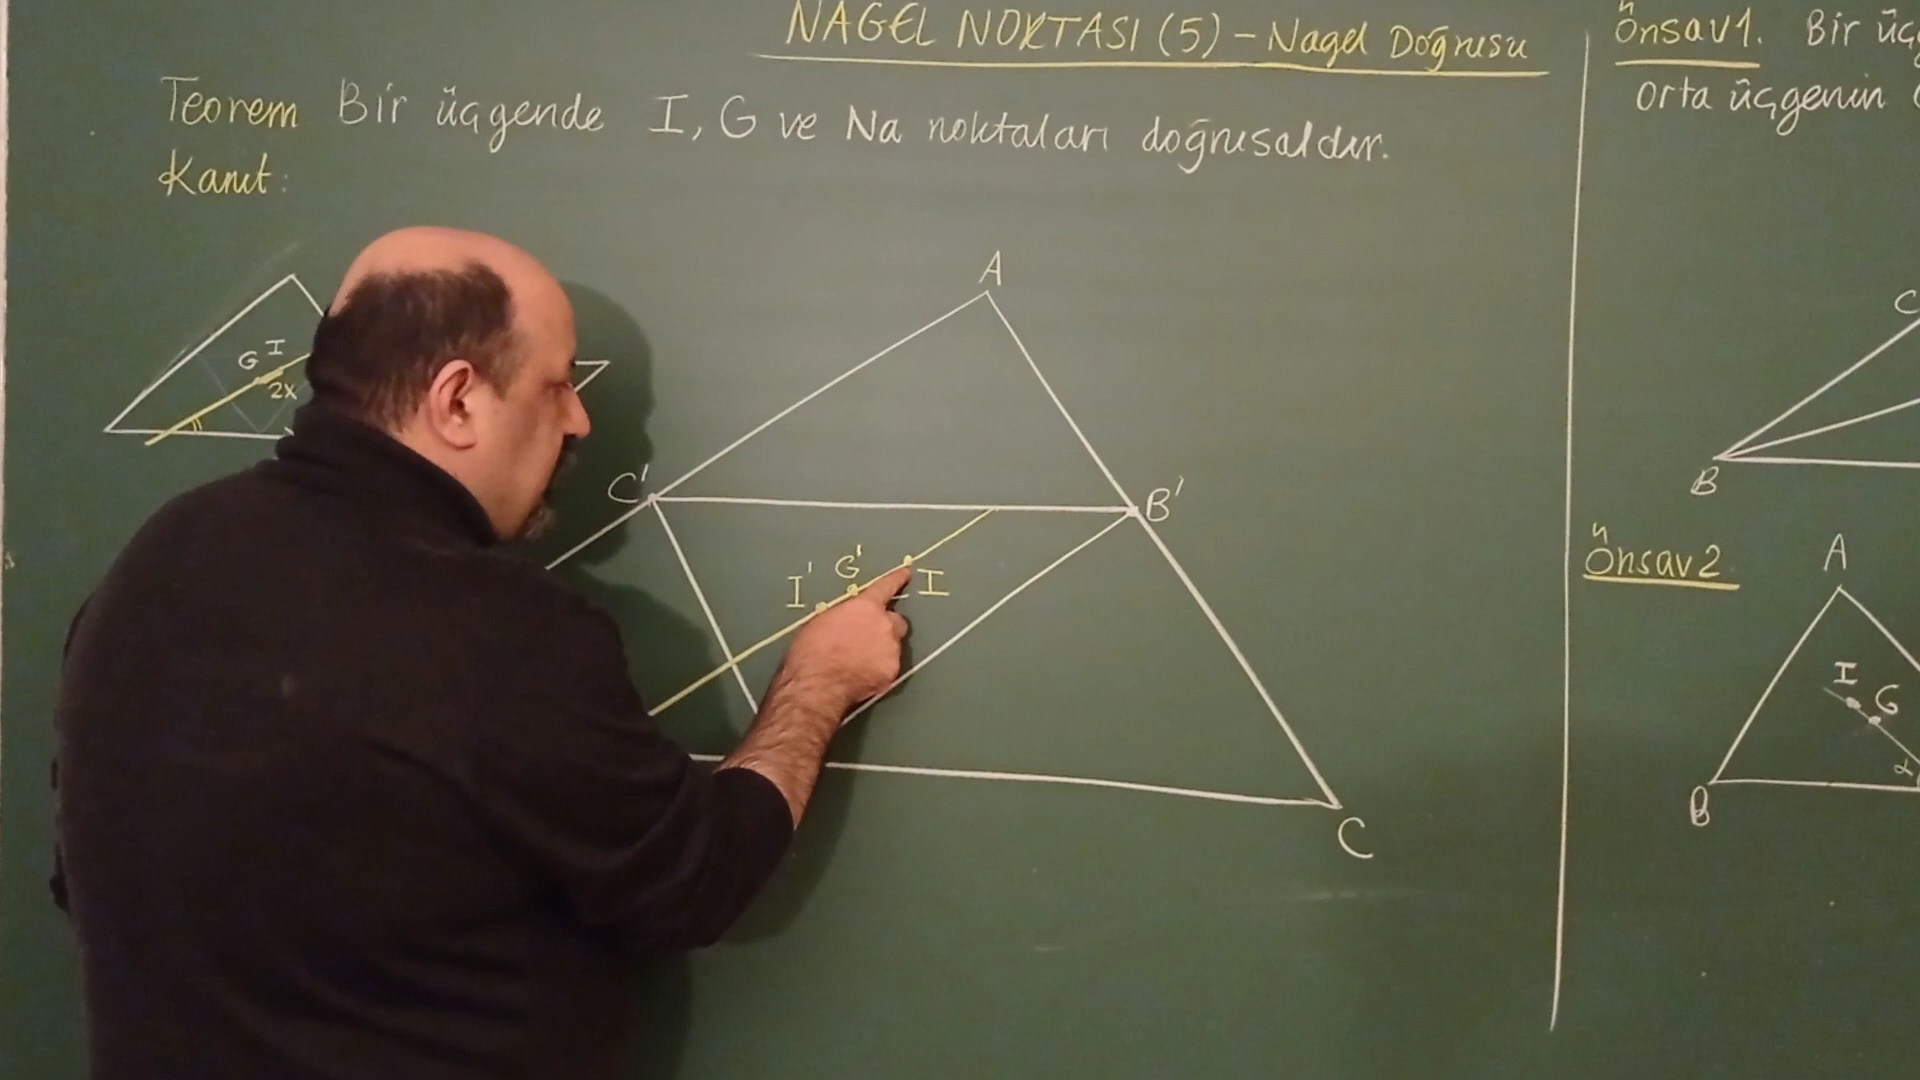 NAGEL NOKTASI (5) - Nagel Doğrusu
Teorem Bir üçgende I, G ve Na noktaları doğrusaldır.
Kanıt:
A
G I
2x
C'
B'
I' G' I
C
Önsav1. Bir üç
Orta üçgenin
C
B
Önsav2
A
I
G
α
B